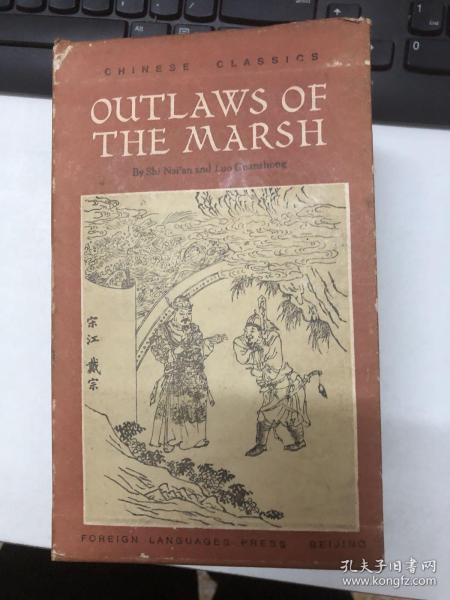 CHINESE CLASSICS
OUTLAWS OF
THE MARSH
By Shi Nai'an and Luo Guanzhong
宋江 戴宗
FOREIGN LANGUAGES PRESS BEIJING
孔夫子旧书网
www.kongfz.com